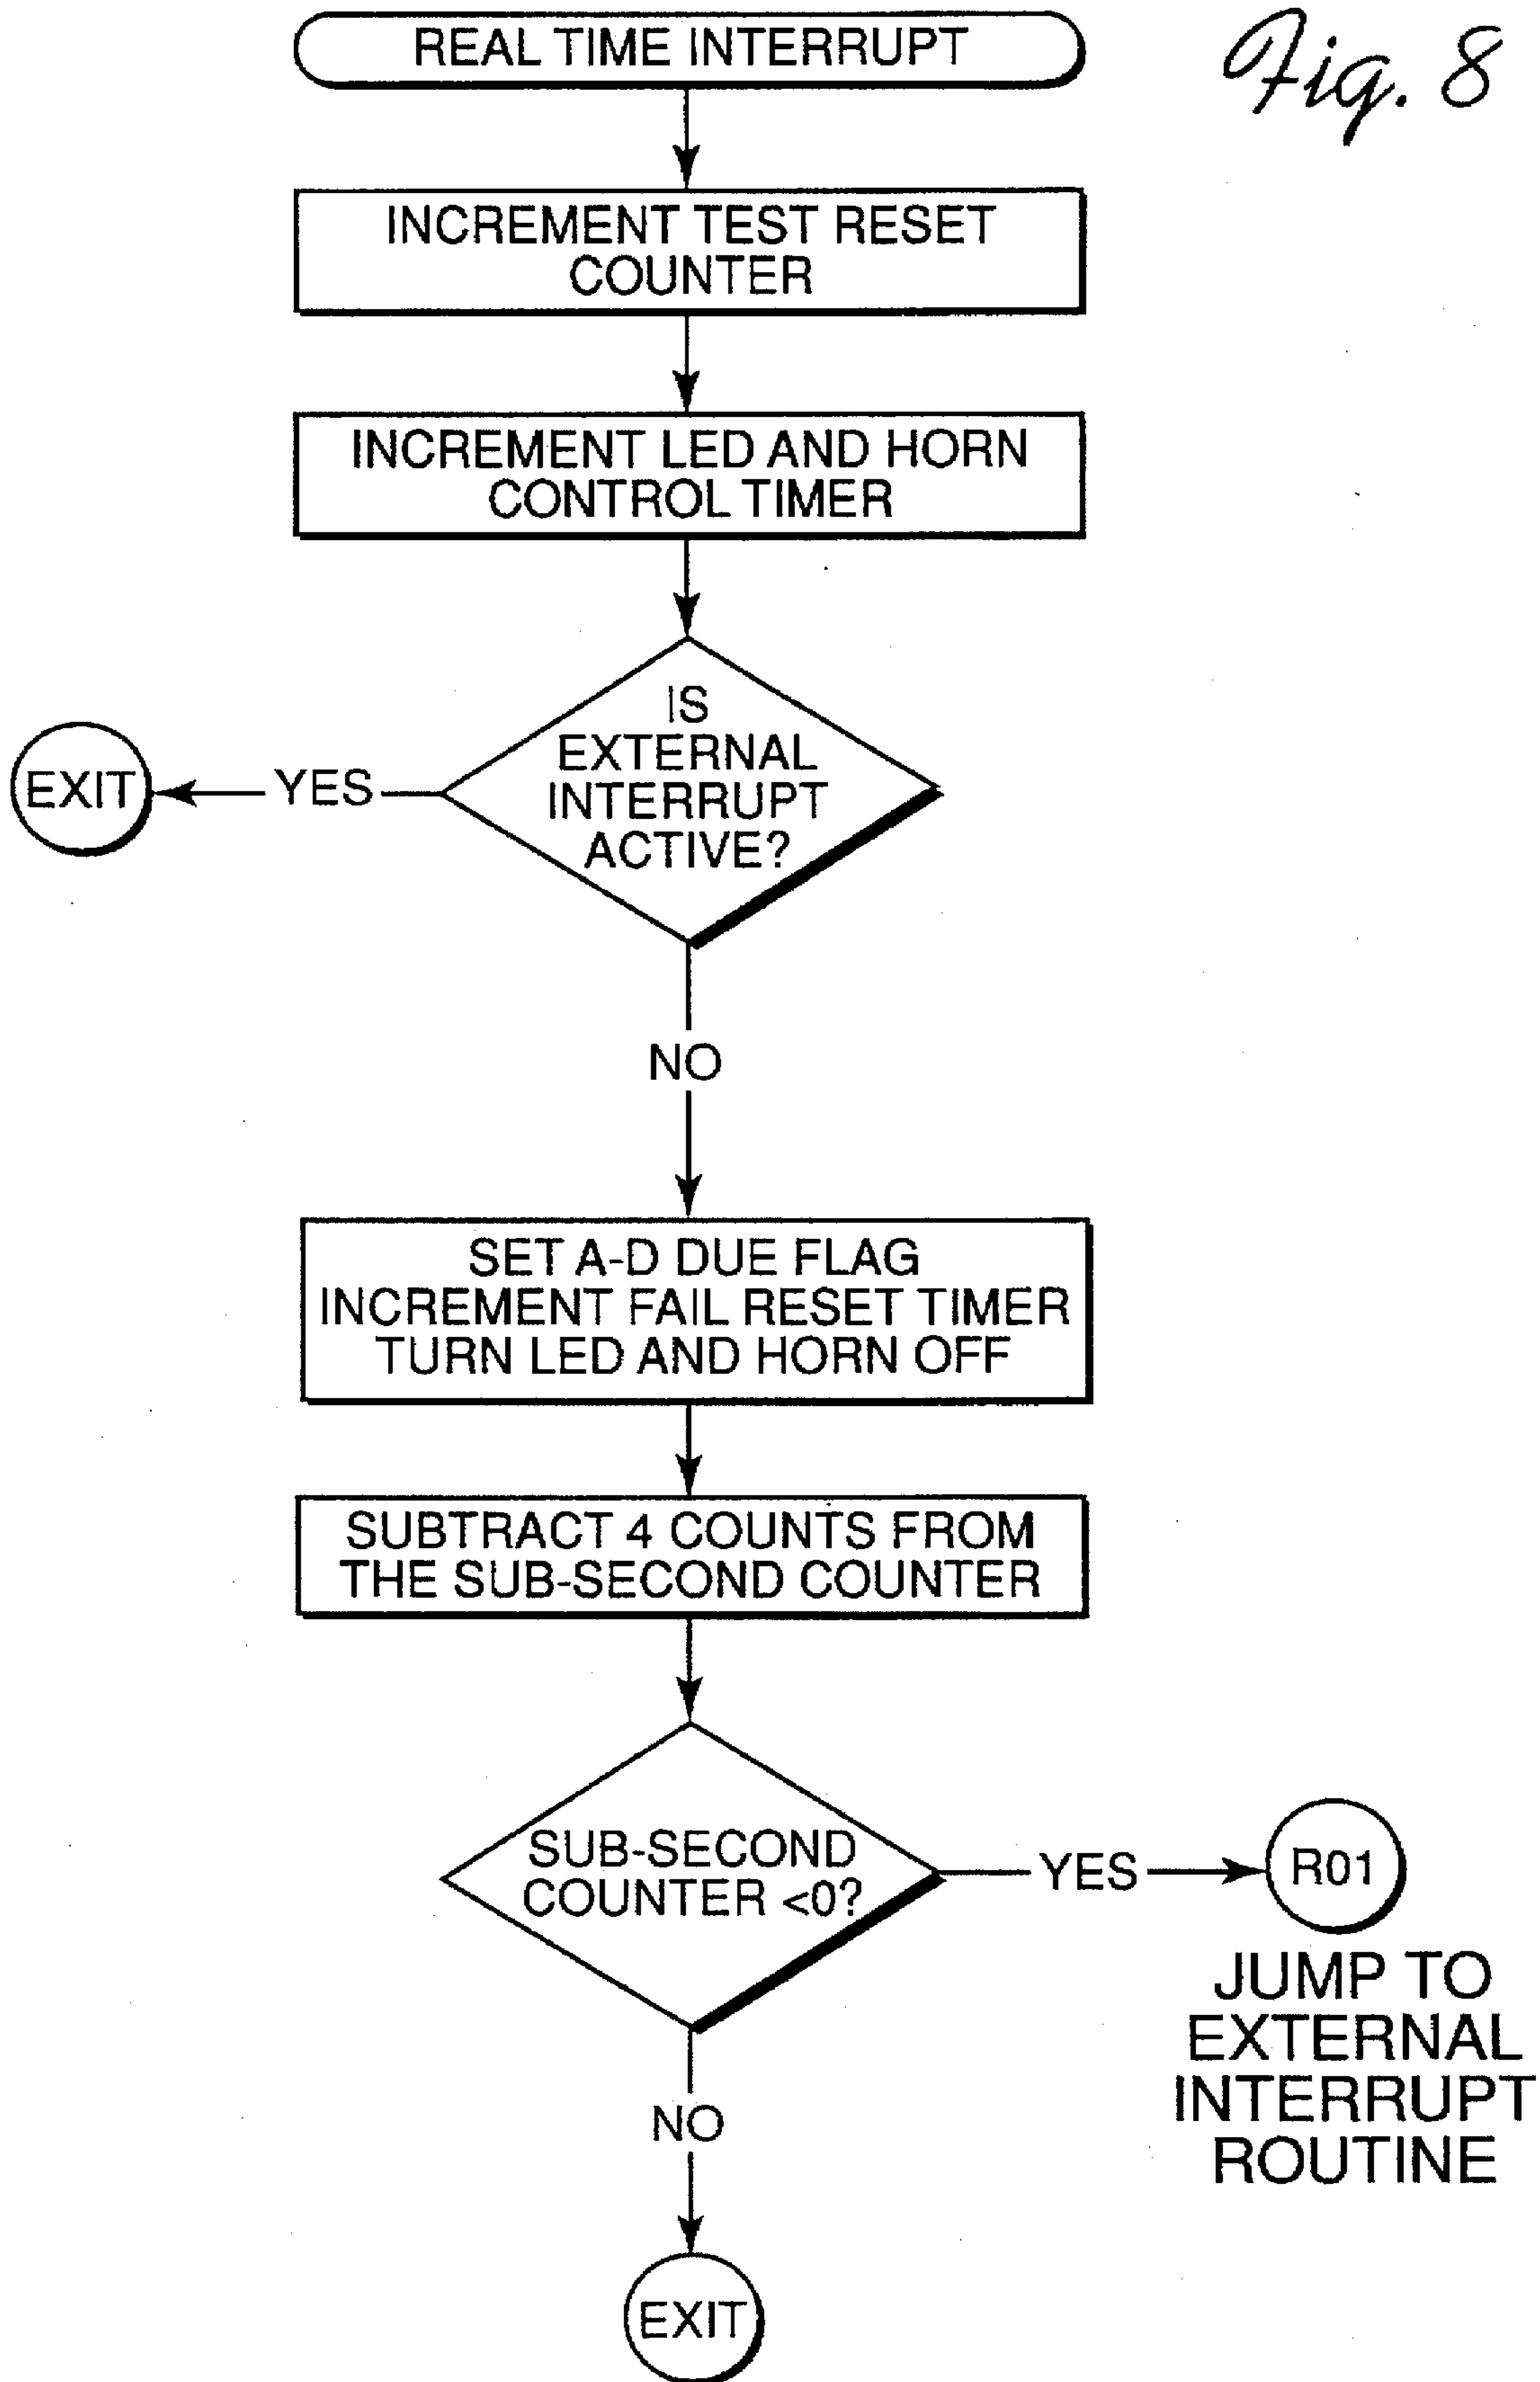 REAL TIME INTERRUPT
Fig. 8
INCREMENT TEST RESET
COUNTER
INCREMENT LED AND HORN
CONTROL TIMER
IS
EXTERNAL
INTERRUPT
ACTIVE?
YES
EXIT
NO
SET A-D DUE FLAG
INCREMENT FAIL RESET TIMER
TURN LED AND HORN OFF
SUBTRACT 4 COUNTS FROM
THE SUB-SECOND COUNTER
SUB-SECOND
COUNTER <0?
YES
R01
JUMP TO
EXTERNAL
INTERRUPT
ROUTINE
NO
EXIT